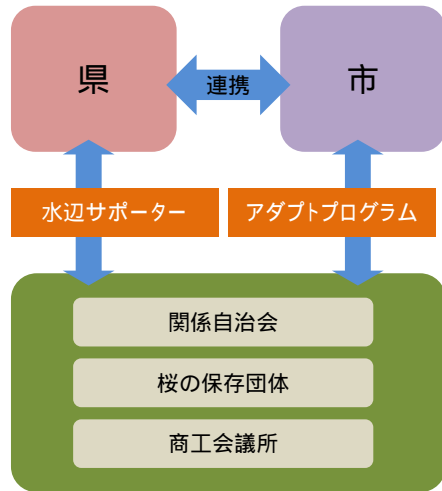 県
連携
市
水辺サポーター
アダプトプログラム
関係自治会
桜の保存団体
商工会議所